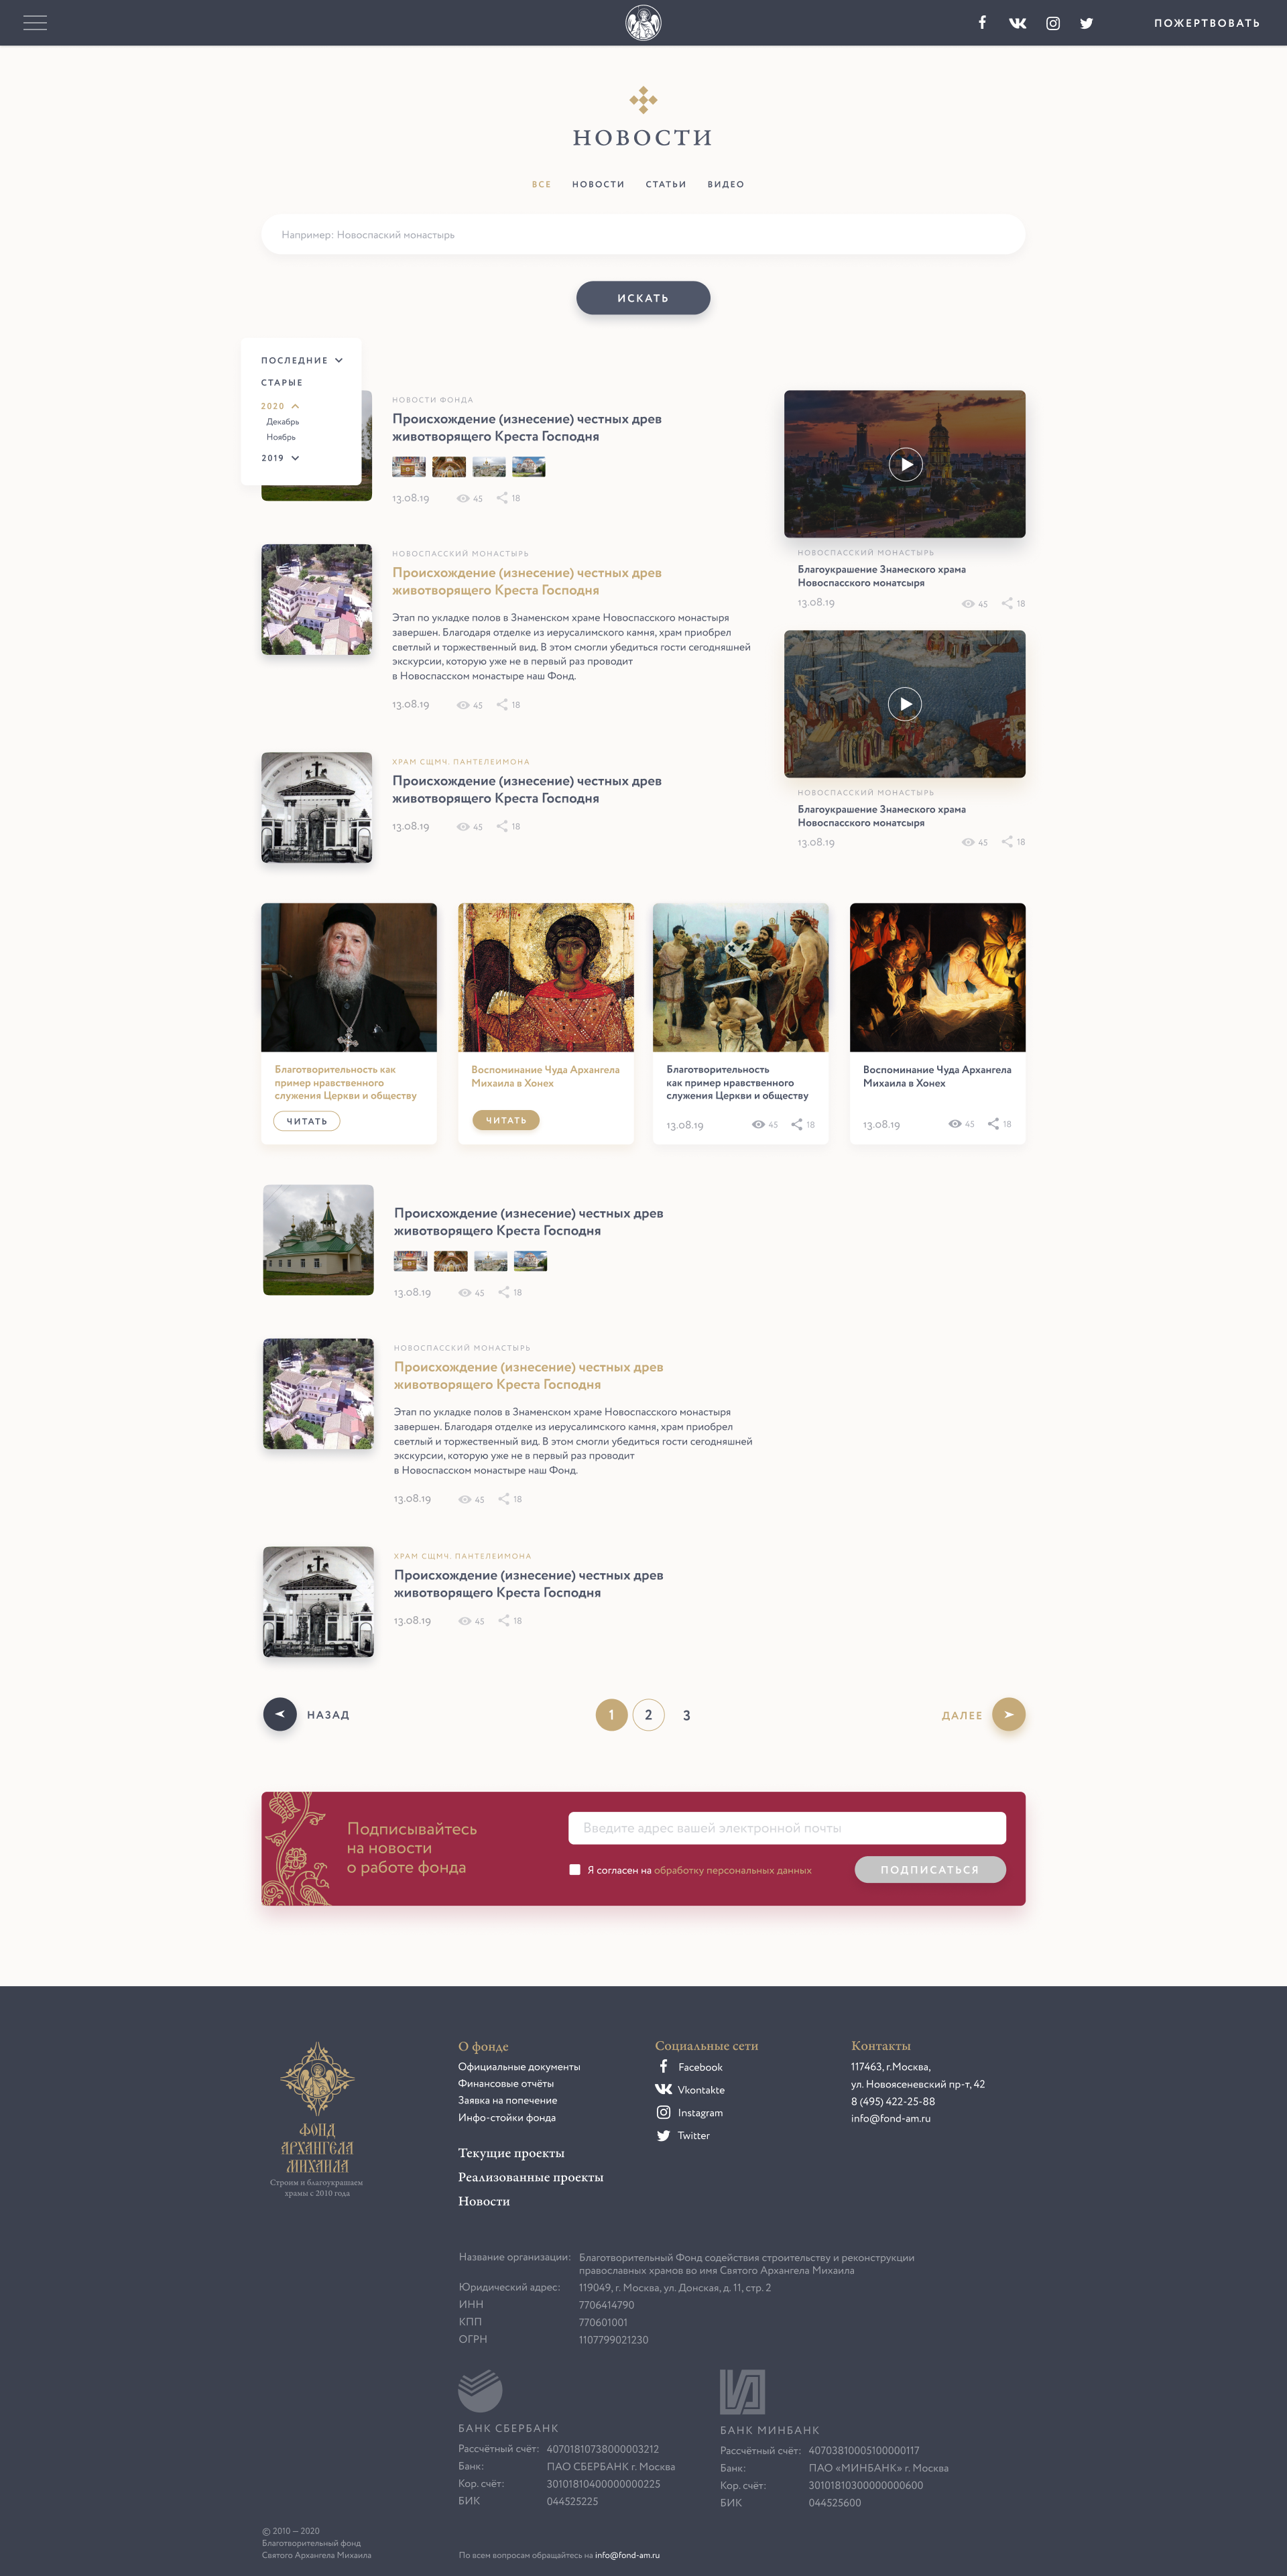 ПОЖЕРТВОВАТЬ
НОВОСТИ
ВСЕ НОВОСТИ СТАТЬИ ВИДЕО
Например: Новоспаский монастырь
ИСКАТЬ
ПОСЛЕДНИЕ
СТАРЫЕ
2020
Декабрь
Ноябрь
2019
НОВОСТИ ФОНДА
Происхождение (изнесение) честных древ
животворящего Креста Господня
13.08.19 45 18
НОВОСПАССКИЙ МОНАСТЫРЬ
Происхождение (изнесение) честных древ
животворящего Креста Господня
Этап по укладке полов в Знаменском храме Новоспасского монастыря
завершен. Благодаря отделке из иерусалимского камня, храм приобрел
светлый и торжественный вид. В этом смогли убедиться гости сегодняшней
экскурсии, которую уже не в первый раз проводит
в Новоспасском монастыре наш Фонд.
13.08.19 45 18
ХРАМ СЩМЧ. ПАНТЕЛЕИМОНА
Происхождение (изнесение) честных древ
животворящего Креста Господня
13.08.19 45 18
НОВОСПАССКИЙ МОНАСТЫРЬ
Благоукрашение Знамеского храма
Новоспасского монатсыря
13.08.19 45 18
НОВОСПАССКИЙ МОНАСТЫРЬ
Благоукрашение Знамеского храма
Новоспасского монатсыря
13.08.19 45 18
Благотворительность как
пример нравственного
служения Церкви и обществу
ЧИТАТЬ
Воспоминание Чуда Архангела
Михаила в Хонех
ЧИТАТЬ
Благотворительность
как пример нравственного
служения Церкви и обществу
13.08.19 45 18
Воспоминание Чуда Архангела
Михаила в Хонех
13.08.19 45 18
Происхождение (изнесение) честных древ
животворящего Креста Господня
13.08.19 45 18
НОВОСПАССКИЙ МОНАСТЫРЬ
Происхождение (изнесение) честных древ
животворящего Креста Господня
Этап по укладке полов в Знаменском храме Новоспасского монастыря
завершен. Благодаря отделке из иерусалимского камня, храм приобрел
светлый и торжественный вид. В этом смогли убедиться гости сегодняшней
экскурсии, которую уже не в первый раз проводит
в Новоспасском монастыре наш Фонд.
13.08.19 45 18
ХРАМ СЩМЧ. ПАНТЕЛЕИМОНА
Происхождение (изнесение) честных древ
животворящего Креста Господня
13.08.19 45 18
НАЗАД 1 2 3 ДАЛЕЕ
Подписывайтесь
на новости
о работе фонда
Введите адрес вашей электронной почты
Я согласен на обработку персональных данных
ПОДПИСАТЬСЯ
ФОНД
АРХАНГЕЛА
МИХАИЛА
Строим и благоукрашаем
храмы с 2010 года
О фонде
Официальные документы
Финансовые отчёты
Заявка на попечение
Инфо-стойки фонда
Текущие проекты
Реализованные проекты
Новости
Социальные сети
Facebook
Vkontakte
Instagram
Twitter
Контакты
117463, г.Москва,
ул. Новоясеневский пр-т, 42
8 (495) 422-25-88
info@fond-am.ru
Название организации: Благотворительный Фонд содействия строительству и реконструкции
православных храмов во имя Святого Архангела Михаила
Юридический адрес: 119049, г. Москва, ул. Донская, д. 11, стр. 2
ИНН 7706414790
КПП 770601001
ОГРН 1107799021230
БАНК СБЕРБАНК
Рассчётный счёт: 40701810738000003212
Банк: ПАО СБЕРБАНК г. Москва
Кор. счёт: 30101810400000000225
БИК 044525225
БАНК МИНБАНК
Рассчётный счёт: 40703810005100000117
Банк: ПАО «МИНБАНК» г. Москва
Кор. счёт: 30101810300000000600
БИК 044525600
© 2010 — 2020
Благотворительный фонд
Святого Архангела Михаила
По всем вопросам обращайтесь на info@fond-am.ru